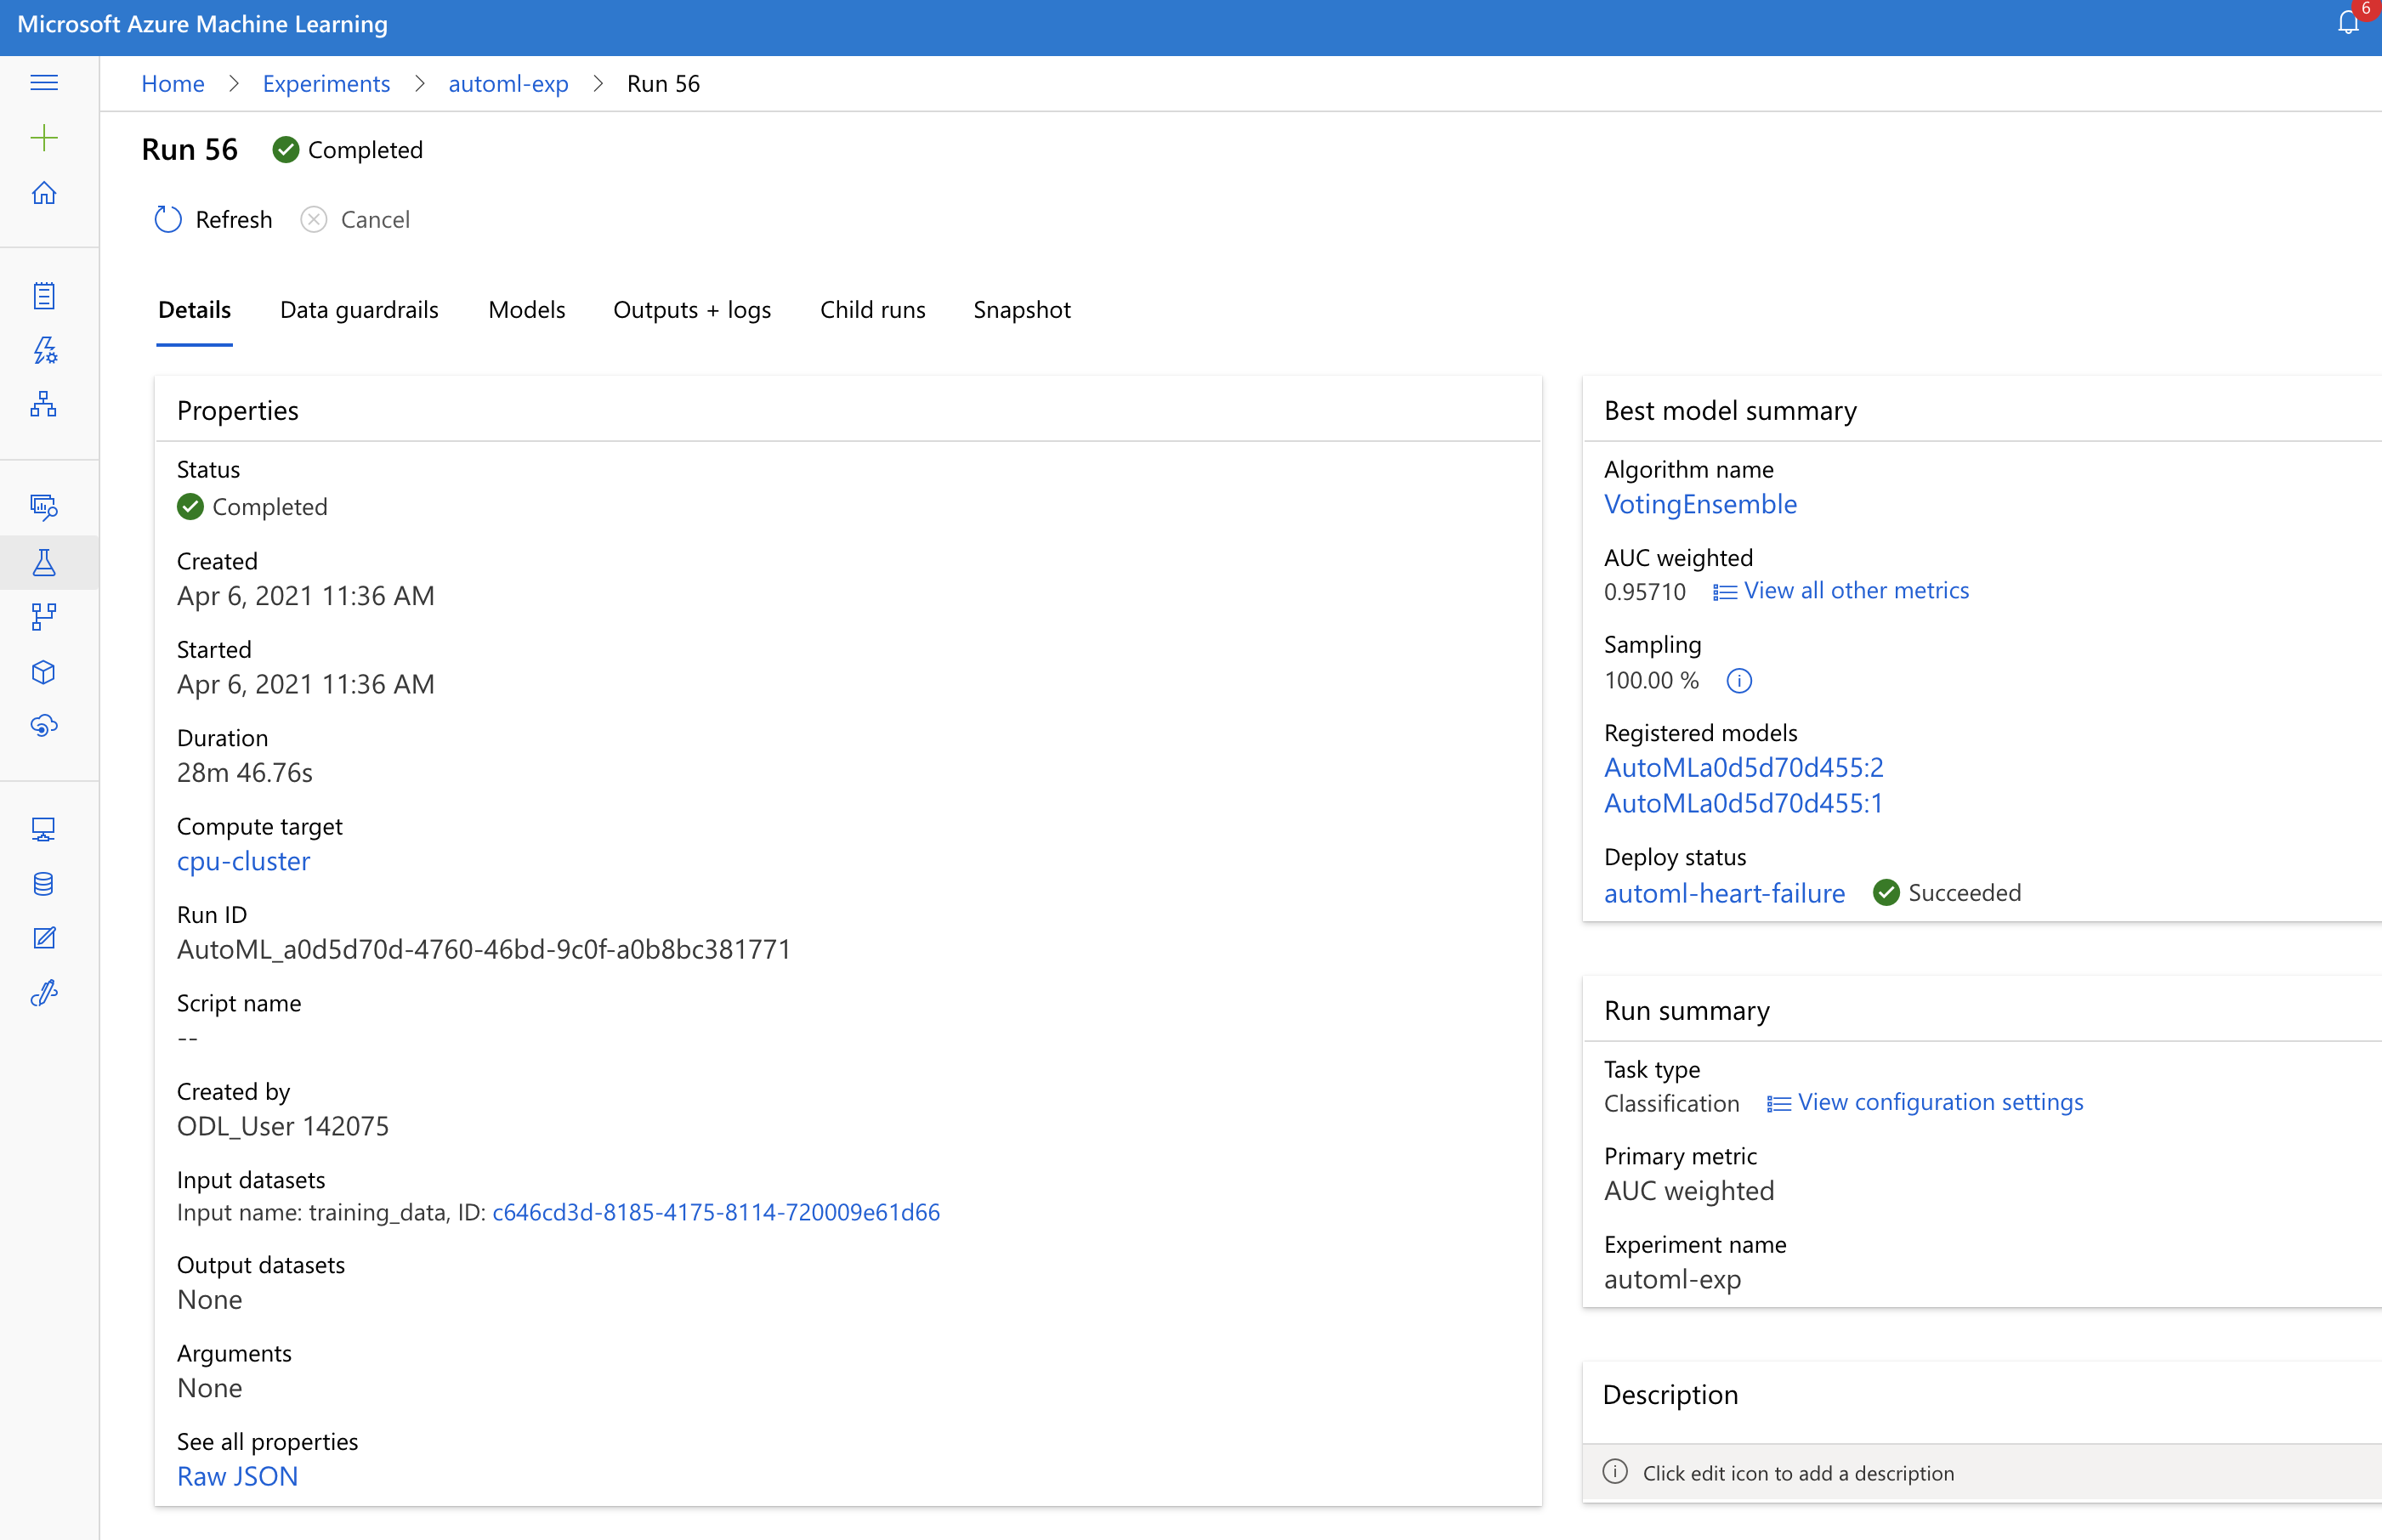 Microsoft Azure Machine Learning
6
Home > Experiments > automl-exp > Run 56
Run 56 Completed
Refresh Cancel
Details Data guardrails Models Outputs + logs Child runs Snapshot
Properties
Status
Completed
Created
Apr 6, 2021 11:36 AM
Started
Apr 6, 2021 11:36 AM
Duration
28m 46.76s
Compute target
cpu-cluster
Run ID
AutoML_a0d5d70d-4760-46bd-9c0f-a0b8bc381771
Script name
--
Created by
ODL_User 142075
Input datasets
Input name: training_data, ID: c646cd3d-8185-4175-8114-720009e61d66
Output datasets
None
Arguments
None
See all properties
Raw JSON
Best model summary
Algorithm name
VotingEnsemble
AUC weighted
0.95710 View all other metrics
Sampling
100.00 %
Registered models
AutoMLa0d5d70d455:2
AutoMLa0d5d70d455:1
Deploy status
automl-heart-failure Succeeded
Run summary
Task type
Classification View configuration settings
Primary metric
AUC weighted
Experiment name
automl-exp
Description
Click edit icon to add a description